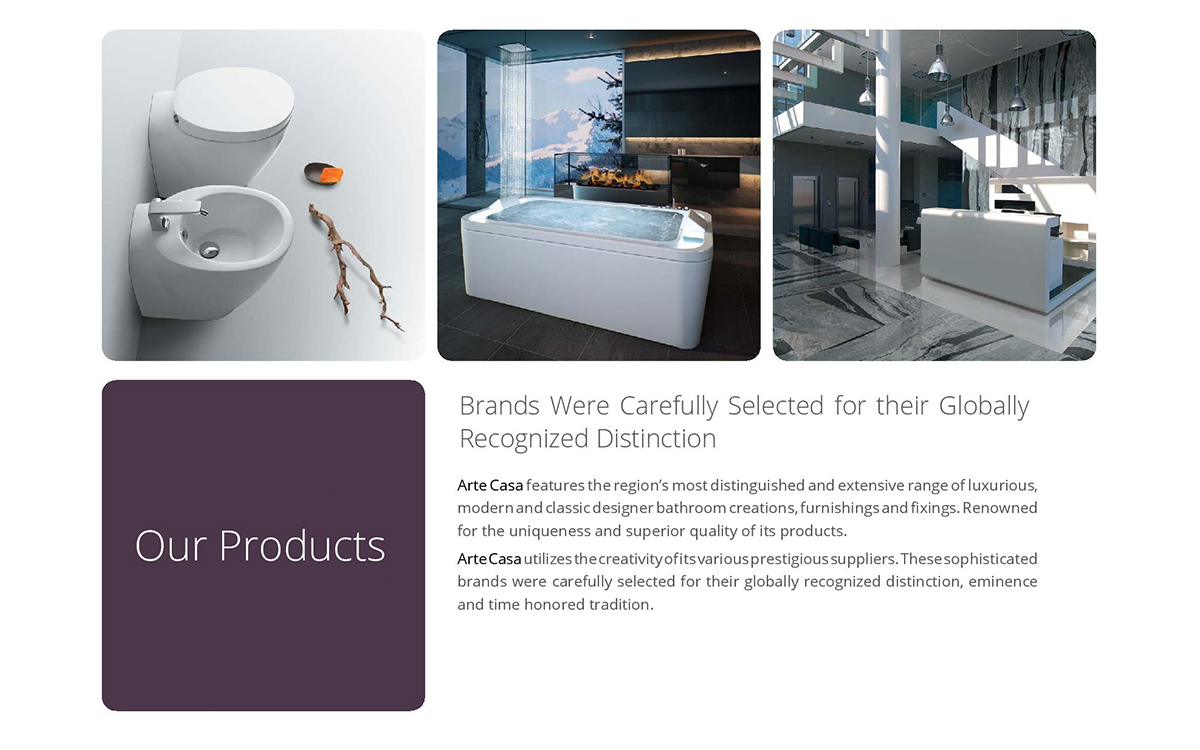 Our Products
Brands Were Carefully Selected for their Globally
Recognized Distinction
Arte Casa features the region’s most distinguished and extensive range of luxurious,
modern and classic designer bathroom creations, furnishings and fixings. Renowned
for the uniqueness and superior quality of its products.
Arte Casa utilizes the creativity of its various prestigious suppliers. These sophisticated
brands were carefully selected for their globally recognized distinction, eminence
and time honored tradition.